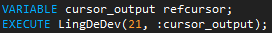 VARIABLE cursor_output refcursor;
EXECUTE LingDeDev(21, :cursor_output);